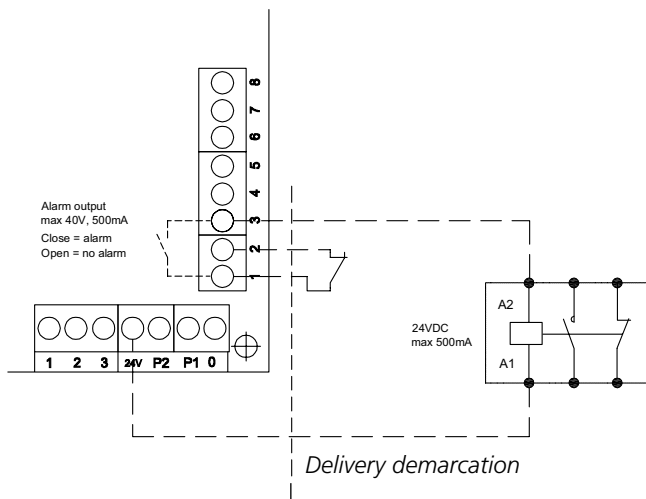 8
7
6
5
4
3
2
1
Alarm output
max 40V, 500mA
Close = alarm
Open = no alarm
24VDC
max 500mA
A2
A1
1 2 3 24V P2 P1 0
Delivery demarcation